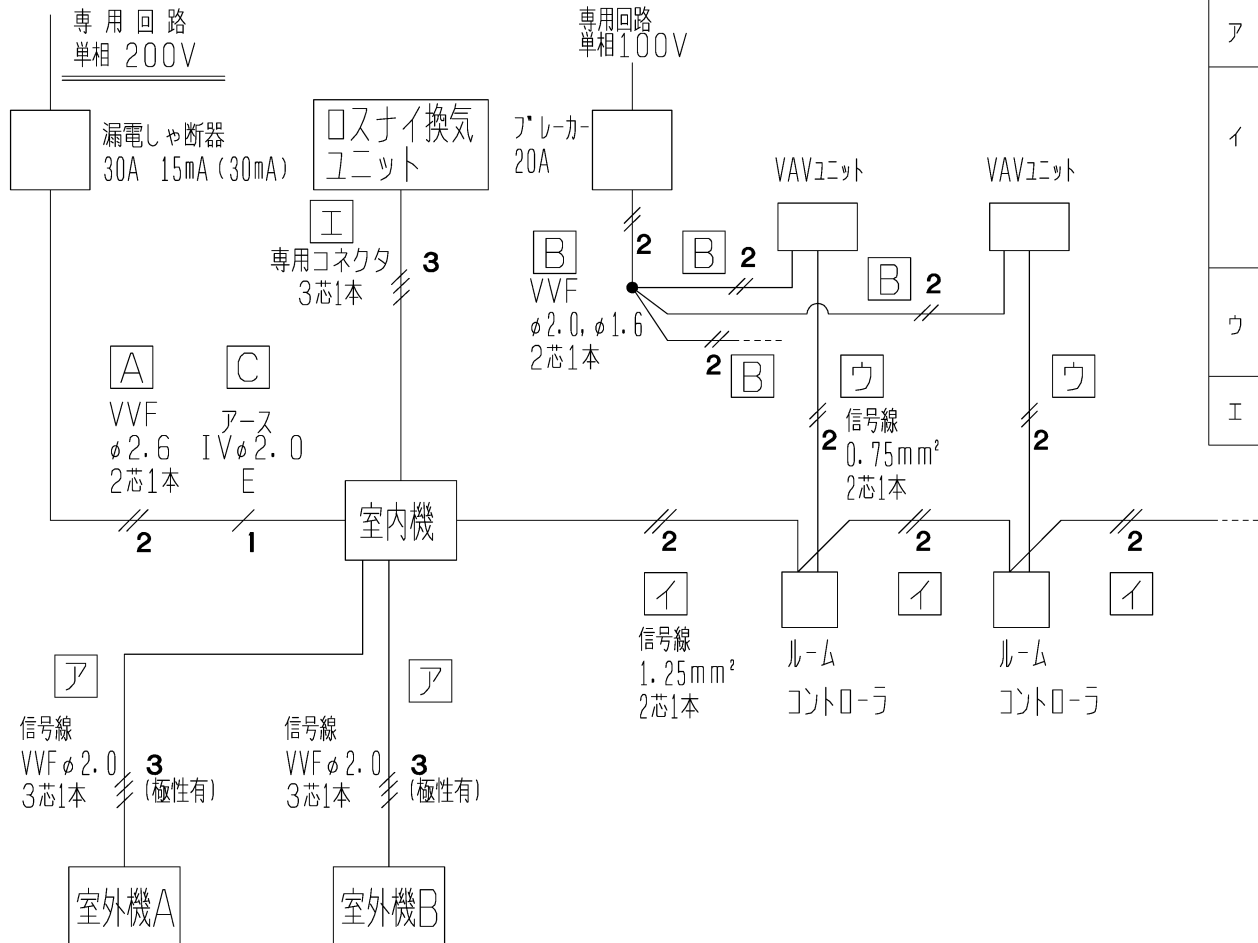 専用回路
単相 200V
漏電しゃ断器
30A 15mA(30mA)
ロスナイ換気
ユニット
エ
専用コネクタ
3芯1本
3
専用回路
単相100V
ブレーカー
20A
2
B
VVF
φ2.0,φ1.6
2芯1本
B
2
B
2
2
B
VAVユニット
VAVユニット
ウ
信号線
0.75mm²
2芯1本
2
ウ
2
A
VVF
φ2.6
2芯1本
2
C
アース
IVφ2.0
E
1
室内機
2
イ
信号線
1.25mm²
2芯1本
2
イ
2
イ
ルーム
コントローラ
ルーム
コントローラ
ア
信号線
VVFφ2.0
3芯1本
3
(極性有)
ア
信号線
VVFφ2.0
3芯1本
3
(極性有)
室外機A
室外機B
ア
イ
ウ
エ